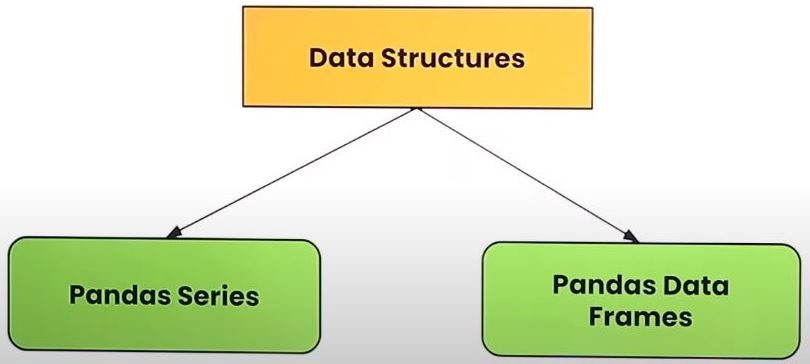 Data Structures
Pandas Series
Pandas Data
Frames